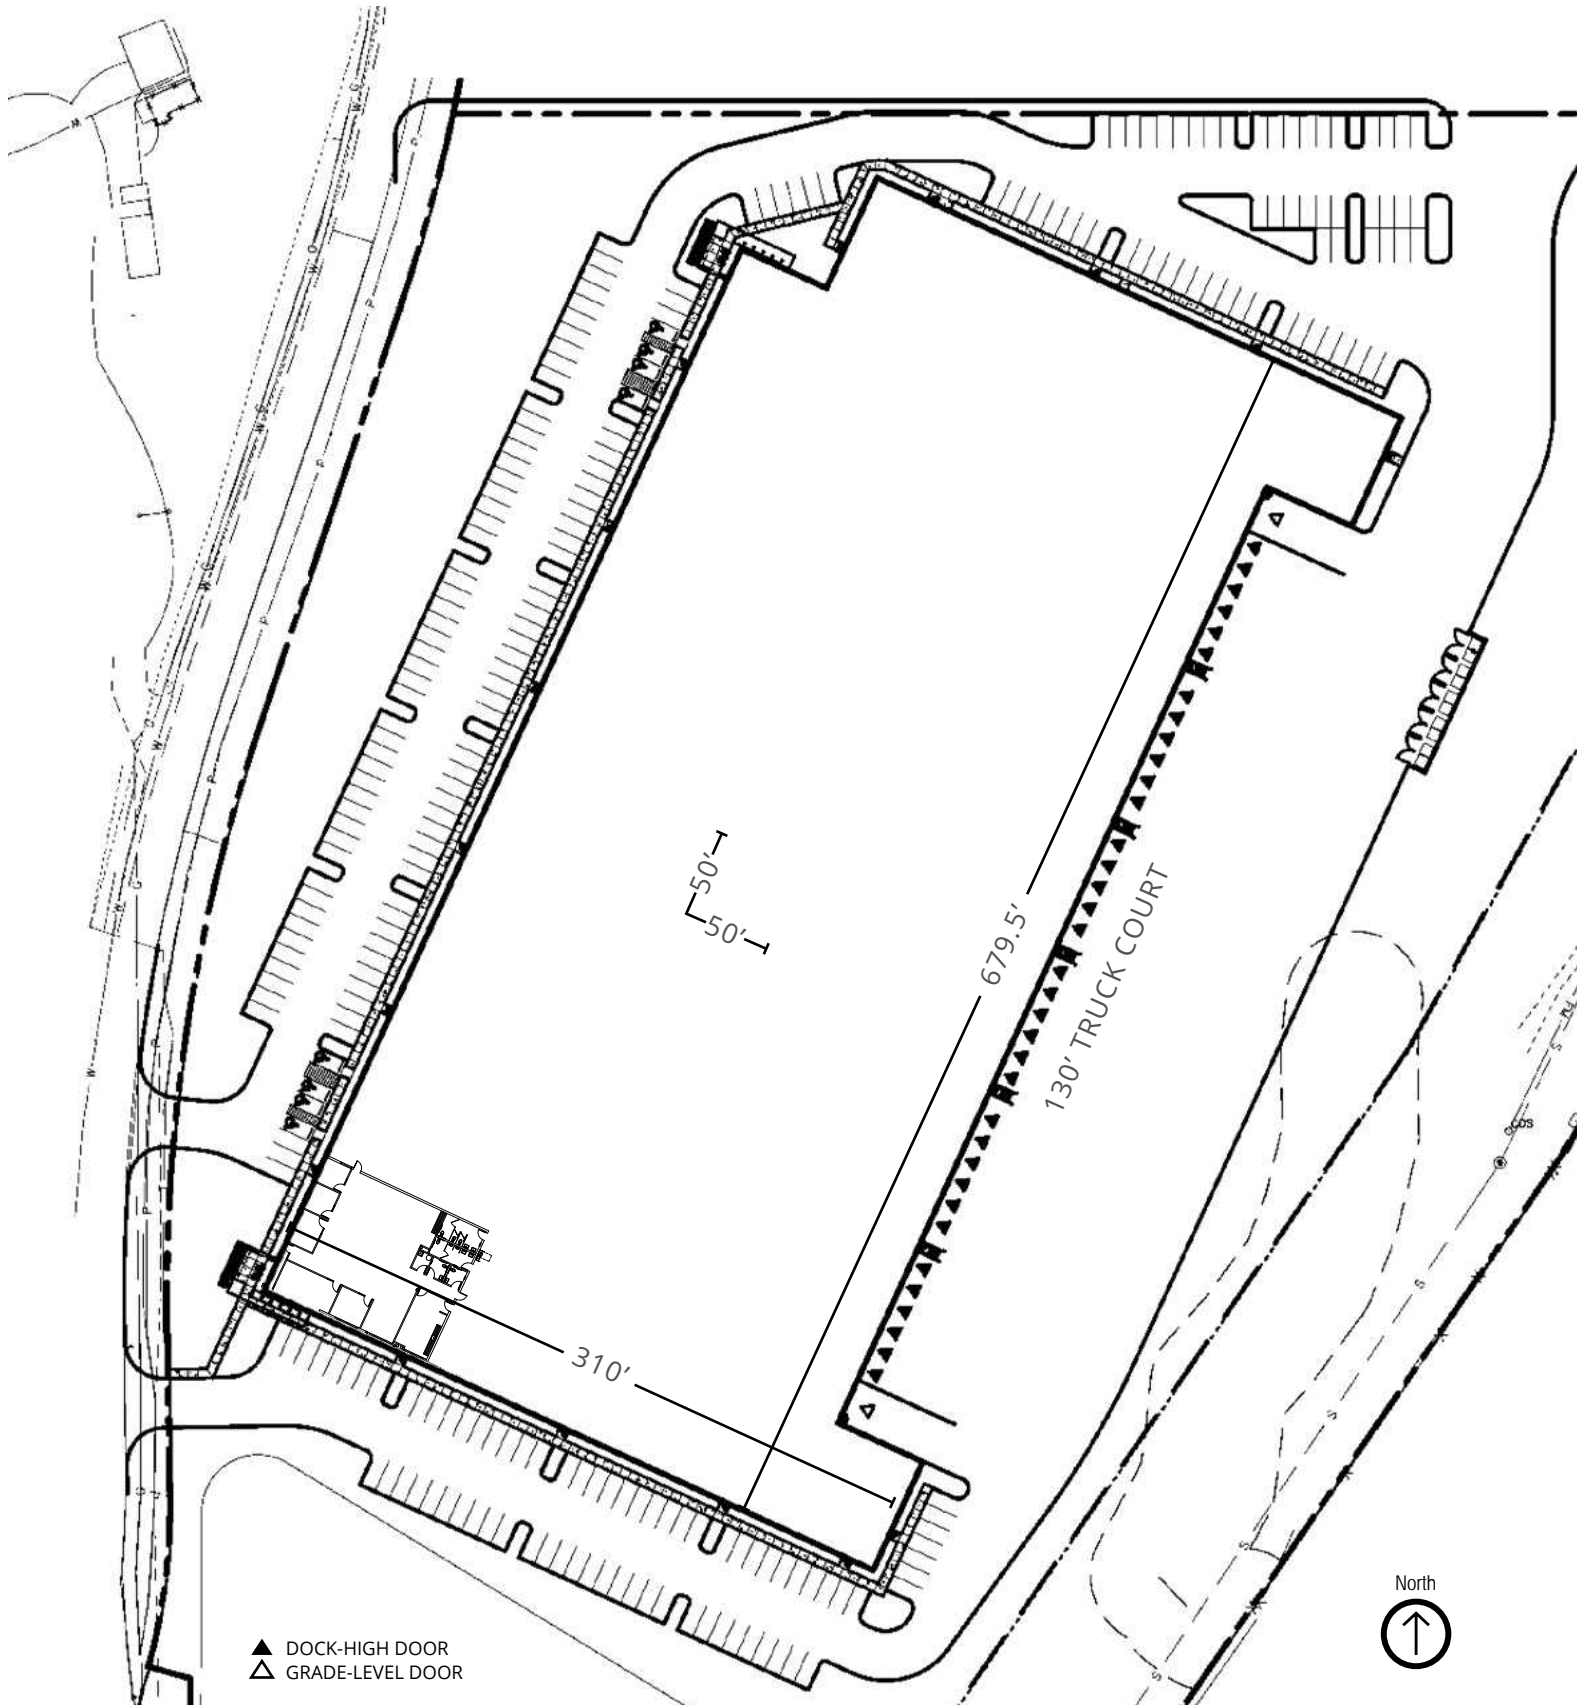 50′
50′
679.5′
130′ TRUCK COURT
310′
North
DOCK-HIGH DOOR
GRADE-LEVEL DOOR